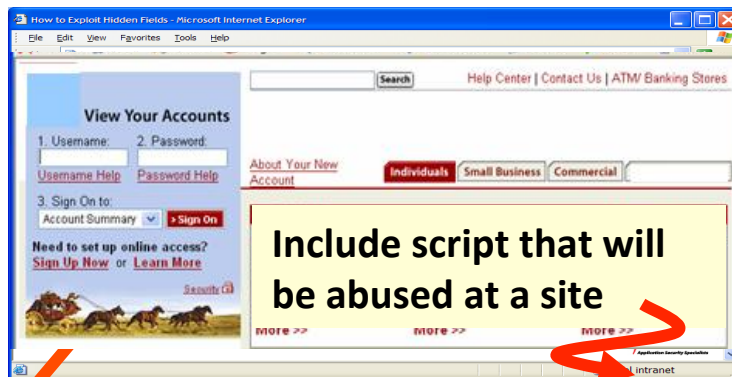 How to Exploit Hidden Fields - Microsoft Internet Explorer
File Edit View Favorites Tools Help
Search
Help Center | Contact Us | ATM/ Banking Stores
View Your Accounts
1. Username: 2. Password:
Username Help Password Help
3. Sign On to:
Account Summary Sign On
Need to set up online access?
Sign Up Now or Learn More
Security
About Your New
Account
Individuals Small Business Commercial
Include script that will
be abused at a site
More >> More >> More >>
Application Security Specialists
intranet